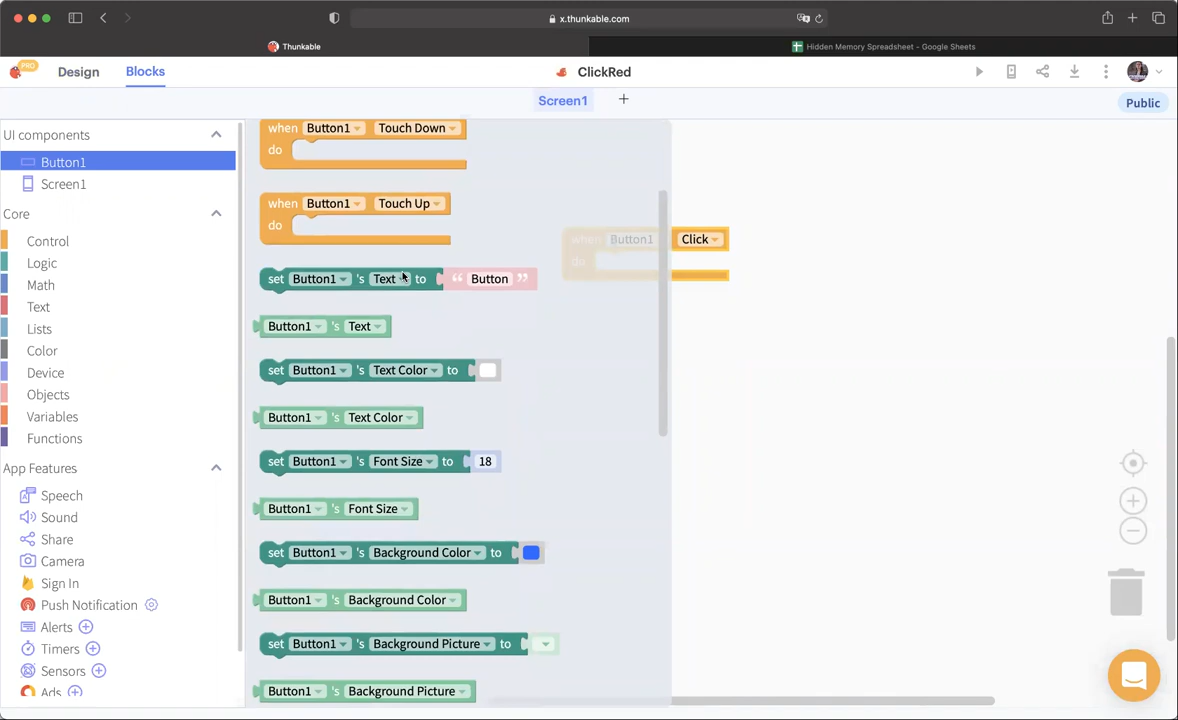 x.thunkable.com
Thunkable
Hidden Memory Spreadsheet - Google Sheets
PRO
Design
Blocks
ClickRed
Screen1
Public
UI components
Button1
Screen1
Core
Control
Logic
Math
Text
Lists
Color
Device
Objects
Variables
Functions
App Features
Speech
Sound
Share
Camera
Sign In
Push Notification
Alerts
Timers
Sensors
Ads
when Button1 Touch Down
do
when Button1 Touch Up
do
set Button1 's Text to “ Button ”
Button1 's Text
set Button1 's Text Color to
Button1 's Text Color
set Button1 's Font Size to 18
Button1 's Font Size
set Button1 's Background Color to
Button1 's Background Color
set Button1 's Background Picture to
Button1 's Background Picture
when Button1 Click
do